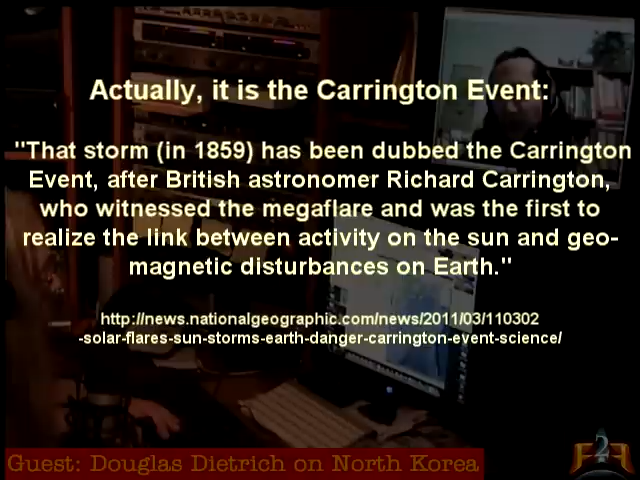 Actually, it is the Carrington Event:
"That storm (in 1859) has been dubbed the Carrington
Event, after British astronomer Richard Carrington,
who witnessed the megaflare and was the first to
realize the link between activity on the sun and geo-
magnetic disturbances on Earth."
http://news.nationalgeographic.com/news/2011/03/110302
-solar-flares-sun-storms-earth-danger-carrington-event-science/
Guest: Douglas Dietrich on North Korea
F2F